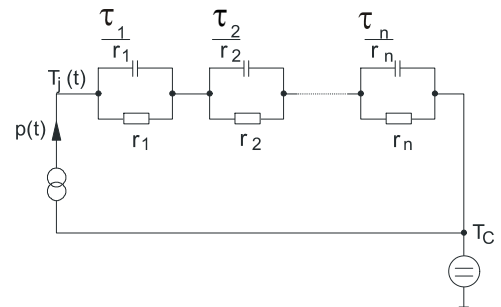 τ1 τ2 τn
r1 r2 rn
Tj (t)
p(t)
r1 r2 rn
TC